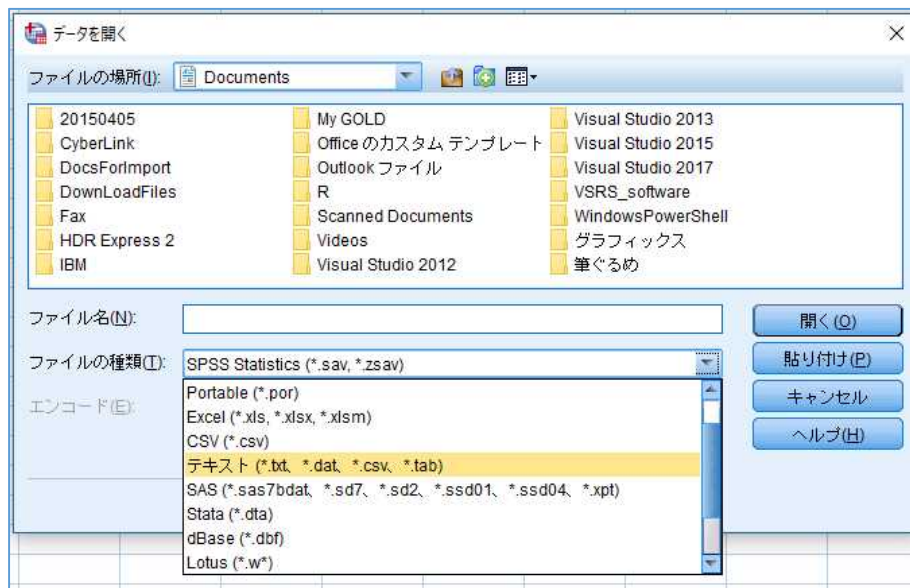 データを開く
ファイルの場所(I): Documents
20150405
CyberLink
DocsForImport
DownLoadFiles
Fax
HDR Express 2
IBM
My GOLD
Office のカスタム テンプレート
Outlook ファイル
R
Scanned Documents
Videos
Visual Studio 2012
Visual Studio 2013
Visual Studio 2015
Visual Studio 2017
VSRS_software
WindowsPowerShell
グラフィックス
筆ぐるめ
ファイル名(N):
ファイルの種類(T): SPSS Statistics (*.sav, *.zsav)
エンコード(E):
Portable (*.por)
Excel (*.xls, *.xlsx, *.xlsm)
CSV (*.csv)
テキスト (*.txt、*.dat、*.csv、*.tab)
SAS (*.sas7bdat、*.sd7、*.sd2、*.ssd01、*.ssd04、*.xpt)
Stata (*.dta)
dBase (*.dbf)
Lotus (*.w*)
開く(O)
貼り付け(P)
キャンセル
ヘルプ(H)